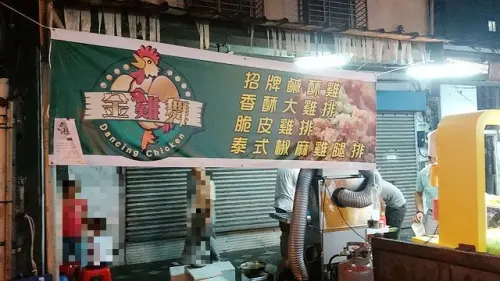 金雞舞
Dancing Chicken
招牌鹹酥雞
香酥大雞排
脆皮雞排
泰式椒麻雞腿排